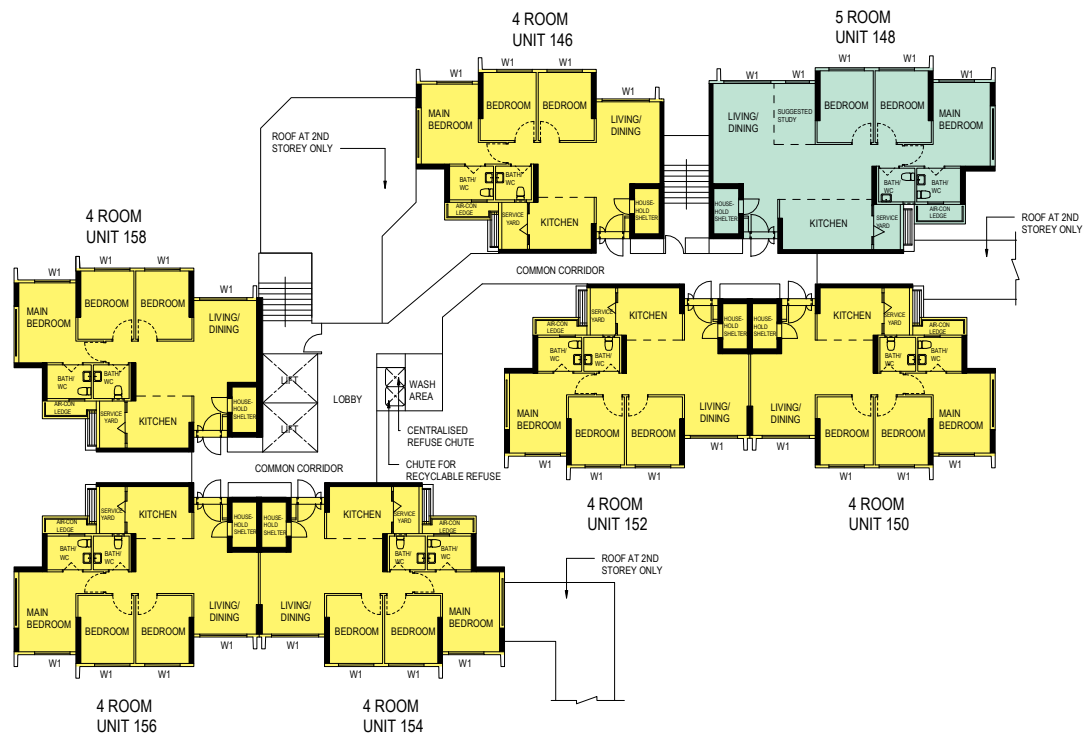 4 ROOM
UNIT 146
5 ROOM
UNIT 148
W1
W1
W1
MAIN
BEDROOM
BEDROOM
BEDROOM
W1
LIVING/
DINING
BATH/
WC
BATH/
WC
AIR-CON
LEDGE
SERVICE
YARD
KITCHEN
HOUSE-
HOLD
SHELTER
W1
W1
LIVING/
DINING
SUGGESTED
STUDY
W1
W1
BEDROOM
BEDROOM
W1
MAIN
BEDROOM
BATH/
WC
BATH/
WC
AIR-CON
LEDGE
HOUSE-
HOLD
SHELTER
KITCHEN
SERVICE
YARD
ROOF AT 2ND
STOREY ONLY
ROOF AT 2ND
STOREY ONLY
COMMON CORRIDOR
4 ROOM
UNIT 158
W1
W1
W1
MAIN
BEDROOM
BEDROOM
BEDROOM
W1
LIVING/
DINING
BATH/
WC
BATH/
WC
AIR-CON
LEDGE
SERVICE
YARD
KITCHEN
HOUSE-
HOLD
SHELTER
LIFT
LIFT
LOBBY
WASH
AREA
CENTRALISED
REFUSE CHUTE
CHUTE FOR
RECYCLABLE REFUSE
COMMON CORRIDOR
AIR-CON
LEDGE
SERVICE
YARD
KITCHEN
HOUSE-
HOLD
SHELTER
BATH/
WC
BATH/
WC
MAIN
BEDROOM
BEDROOM
BEDROOM
LIVING/
DINING
W1
W1
W1
W1
HOUSE-
HOLD
SHELTER
KITCHEN
SERVICE
YARD
AIR-CON
LEDGE
BATH/
WC
BATH/
WC
LIVING/
DINING
BEDROOM
BEDROOM
MAIN
BEDROOM
W1
W1
W1
W1
4 ROOM
UNIT 152
4 ROOM
UNIT 150
AIR-CON
LEDGE
SERVICE
YARD
KITCHEN
HOUSE-
HOLD
SHELTER
BATH/
WC
BATH/
WC
MAIN
BEDROOM
BEDROOM
BEDROOM
LIVING/
DINING
W1
W1
W1
W1
HOUSE-
HOLD
SHELTER
KITCHEN
SERVICE
YARD
AIR-CON
LEDGE
BATH/
WC
BATH/
WC
LIVING/
DINING
BEDROOM
BEDROOM
MAIN
BEDROOM
W1
W1
W1
W1
ROOF AT 2ND
STOREY ONLY
4 ROOM
UNIT 156
4 ROOM
UNIT 154